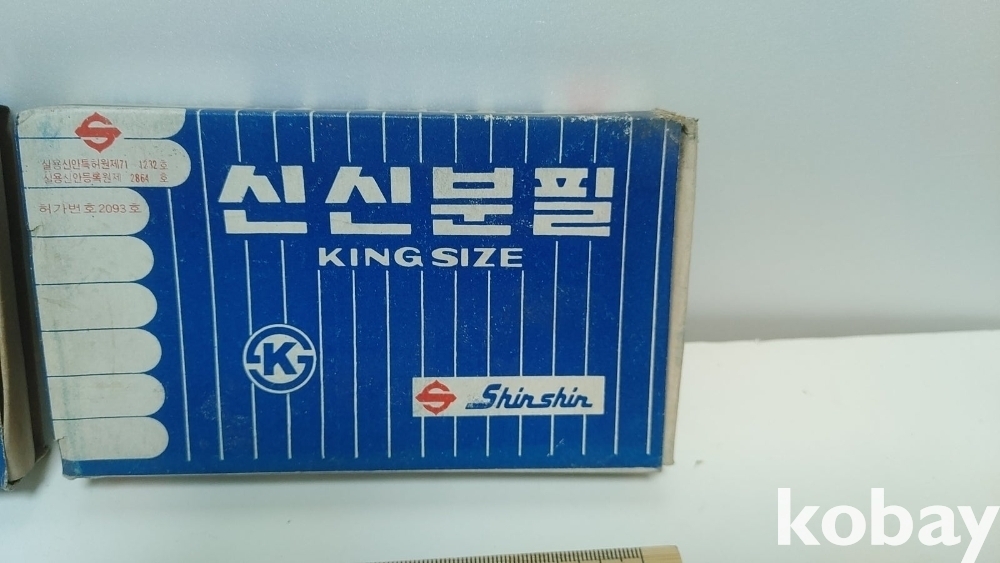 S
실용신안특허원제71 1232호
실용신안등록원제 2864 호
허가번호2093호
신신분필
KING SIZE
K
S Shinshin
kobay